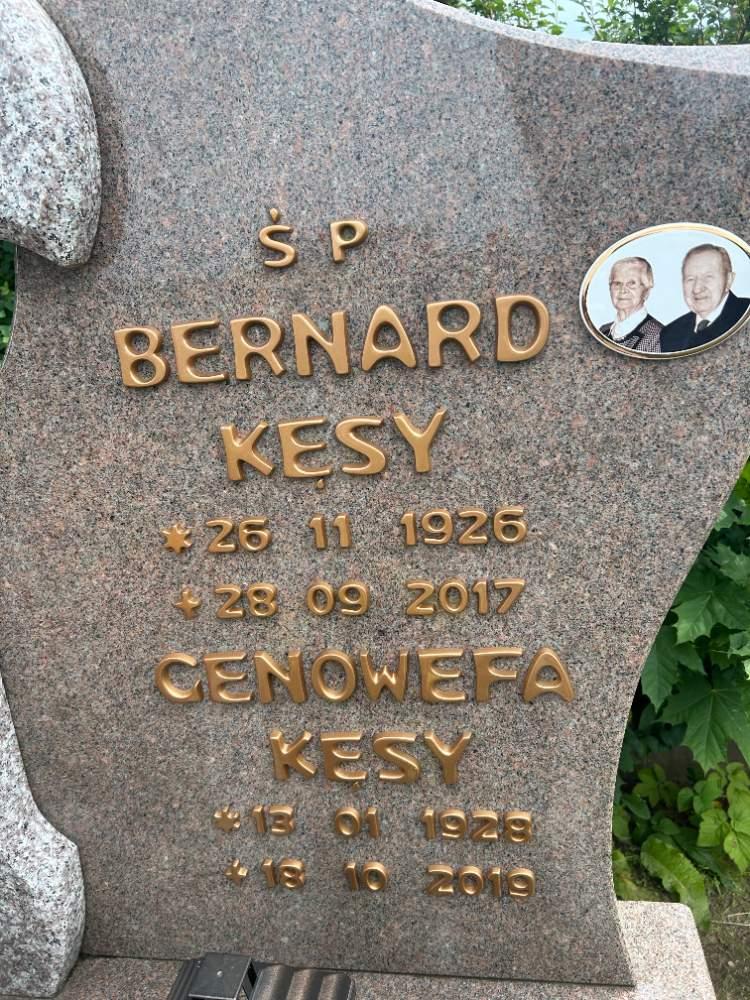 Ś P
BERNARD
KĘSY
* 26 11 1926
+ 28 09 2017
GENOWEFA
KĘSY
* 13 01 1928
+ 18 10 2019